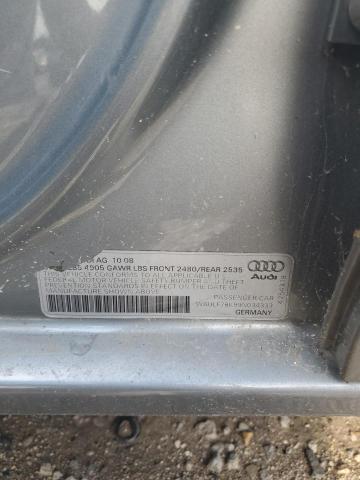 AG 10 08
LBS 4905 GAWR LBS FRONT 2480/REAR 2535
THIS VEHICLE CONFORMS TO ALL APPLICABLE U S
FEDERAL MOTOR VEHICLE SAFETY BUMPER AND THEFT
PREVENTION STANDARDS IN EFFECT ON THE DATE OF
MANUFACTURE SHOWN ABOVE
Audi
PASSENGER CAR
GERMANY